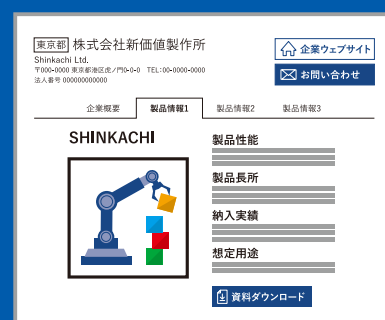 東京都 株式会社新価値製作所
Shinkachi Ltd.
〒000-0000 東京都港区虎ノ門0-0-0 TEL:00-0000-0000
法人番号 000000000000
企業ウェブサイト
お問い合わせ
企業概要 製品情報1 製品情報2 製品情報3
SHINKACHI
製品性能
製品長所
納入実績
想定用途
資料ダウンロード